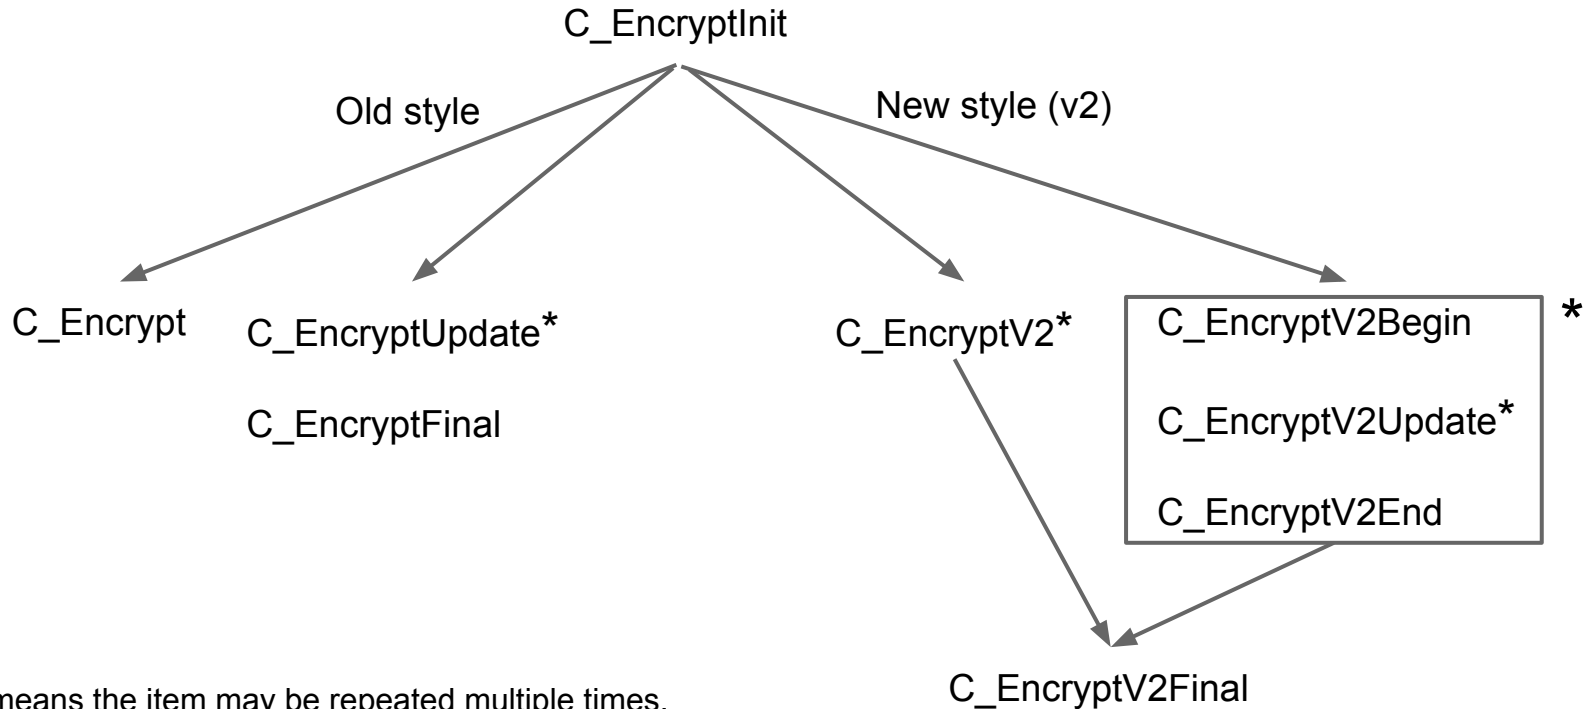 C_EncryptInit
Old style
New style (v2)
C_Encrypt
C_EncryptUpdate*
C_EncryptFinal
C_EncryptV2*
C_EncryptV2Begin
*
C_EncryptV2Update*
C_EncryptV2End
C_EncryptV2Final
means the item may be repeated multiple times.